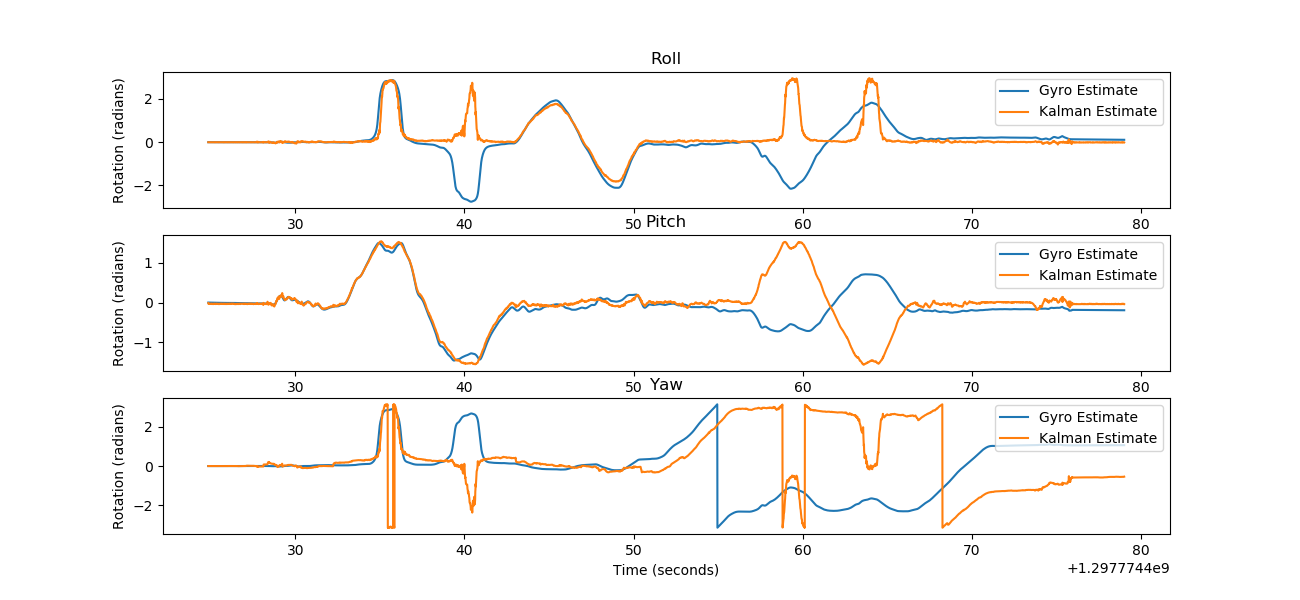 Roll
Rotation (radians)
2
0
−2
Gyro Estimate
Kalman Estimate
30 40 50 60 70 80
Pitch
Rotation (radians)
1
0
−1
Gyro Estimate
Kalman Estimate
30 40 50 60 70 80
Yaw
Rotation (radians)
2
0
−2
Gyro Estimate
Kalman Estimate
30 40 50 60 70 80
Time (seconds)
+1.2977744e9